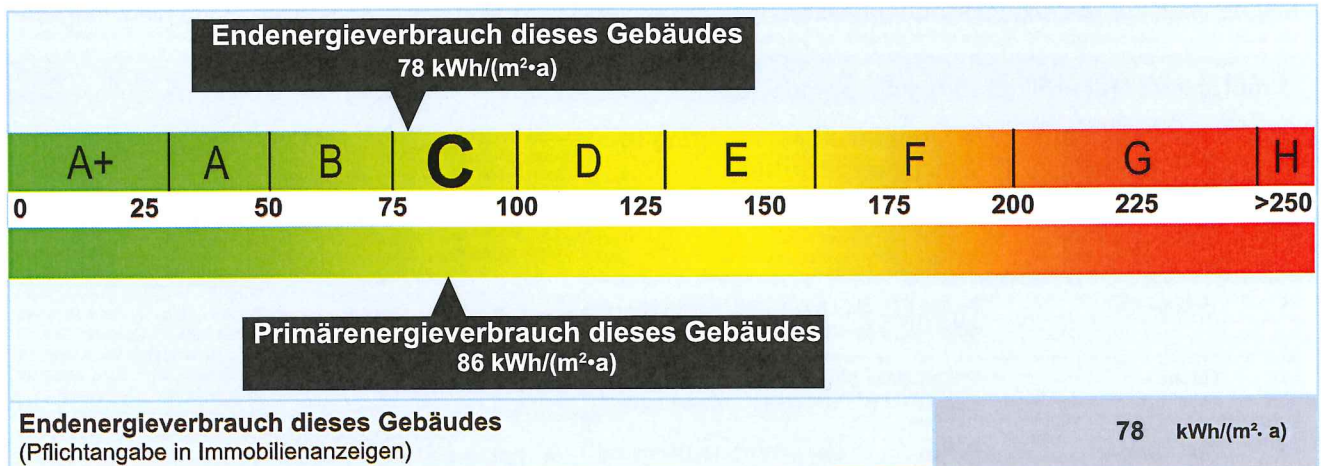 Endenergieverbrauch dieses Gebäudes
78 kWh/(m²•a)
A+ A B C D E F G H
0 25 50 75 100 125 150 175 200 225 >250
Primärenergieverbrauch dieses Gebäudes
86 kWh/(m²•a)
Endenergieverbrauch dieses Gebäudes 78 kWh/(m²· a)
(Pflichtangabe in Immobilienanzeigen)